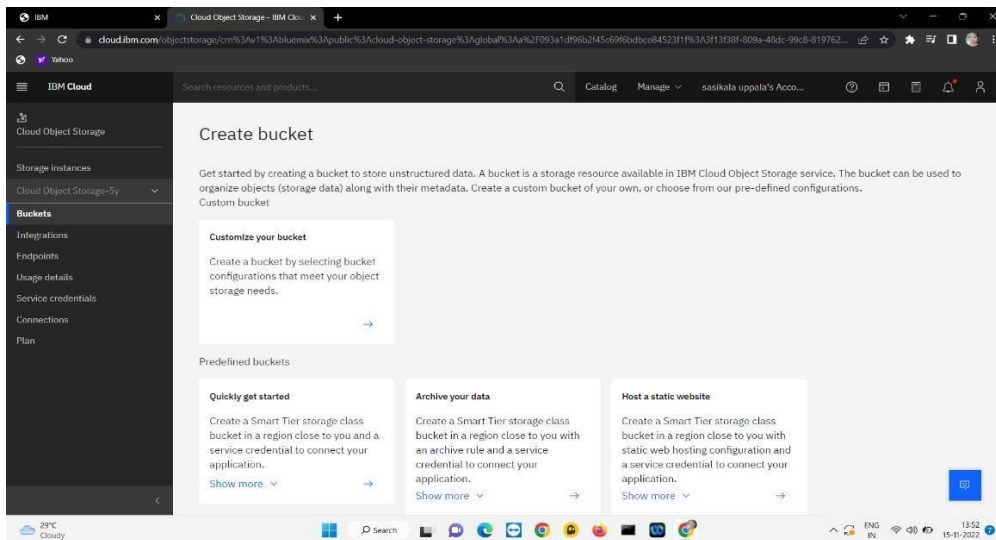 IBM
Cloud Object Storage - IBM Clou
cloud.ibm.com/objectstorage/crn%3Av1%3Abluemix%3Apublic%3Acloud-object-storage%3Aglobal%3Aa%2F093a1df96b2f45c69f6bdbce84523f1f%3A3f13f38f-809a-48dc-99c8-819762...
Yahoo
IBM Cloud
Search resources and products...
Catalog
Manage
sasikala uppala's Acco...
Cloud Object Storage
Storage instances
Cloud Object Storage-5y
Buckets
Integrations
Endpoints
Usage details
Service credentials
Connections
Plan
Create bucket
Get started by creating a bucket to store unstructured data. A bucket is a storage resource available in IBM Cloud Object Storage service. The bucket can be used to
organize objects (storage data) along with their metadata. Create a custom bucket of your own, or choose from our pre-defined configurations.
Custom bucket
Customize your bucket
Create a bucket by selecting bucket
configurations that meet your object
storage needs.
Predefined buckets
Quickly get started
Create a Smart Tier storage class
bucket in a region close to you and a
service credential to connect your
application.
Show more
Archive your data
Create a Smart Tier storage class
bucket in a region close to you with
an archive rule and a service
credential to connect your
application.
Show more
Host a static website
Create a Smart Tier storage class
bucket in a region close to you with
static web hosting configuration and
a service credential to connect your
application.
Show more
29°C
Cloudy
Search
ENG
IN
13:52
15-11-2022
7